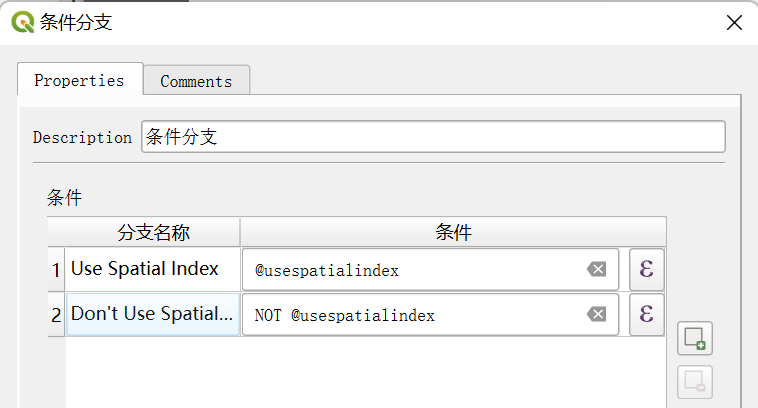 条件分支
Properties
Comments
Description
条件分支
条件
分支名称
条件
1
Use Spatial Index
@usespatialindex
ε
2
Don't Use Spatial...
NOT @usespatialindex
ε